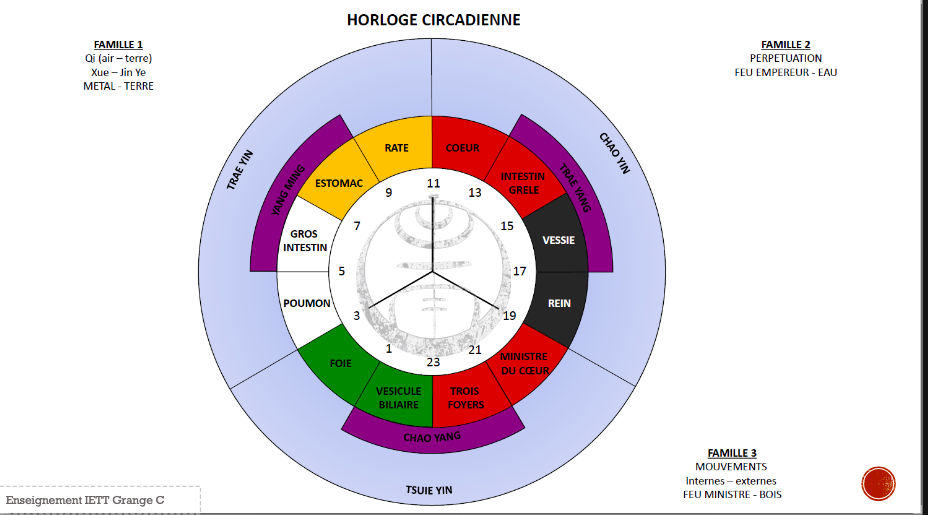 HORLOGE CIRCADIENNE
FAMILLE 1
Qi (air – terre)
Xue – Jin Ye
METAL - TERRE
FAMILLE 2
PERPETUATION
FEU EMPEREUR - EAU
TRAE YIN
CHAO YIN
YANG MING
TRAE YANG
RATE
COEUR
ESTOMAC
INTESTIN
GRELE
GROS
INTESTIN
VESSIE
POUMON
REIN
FOIE
MINISTRE
DU CŒUR
VESICULE
BILIAIRE
TROIS
FOYERS
11
9
13
7
15
5
17
3
19
1
21
23
CHAO YANG
TSUIE YIN
FAMILLE 3
MOUVEMENTS
Internes – externes
FEU MINISTRE - BOIS
Enseignement IETT Grange C